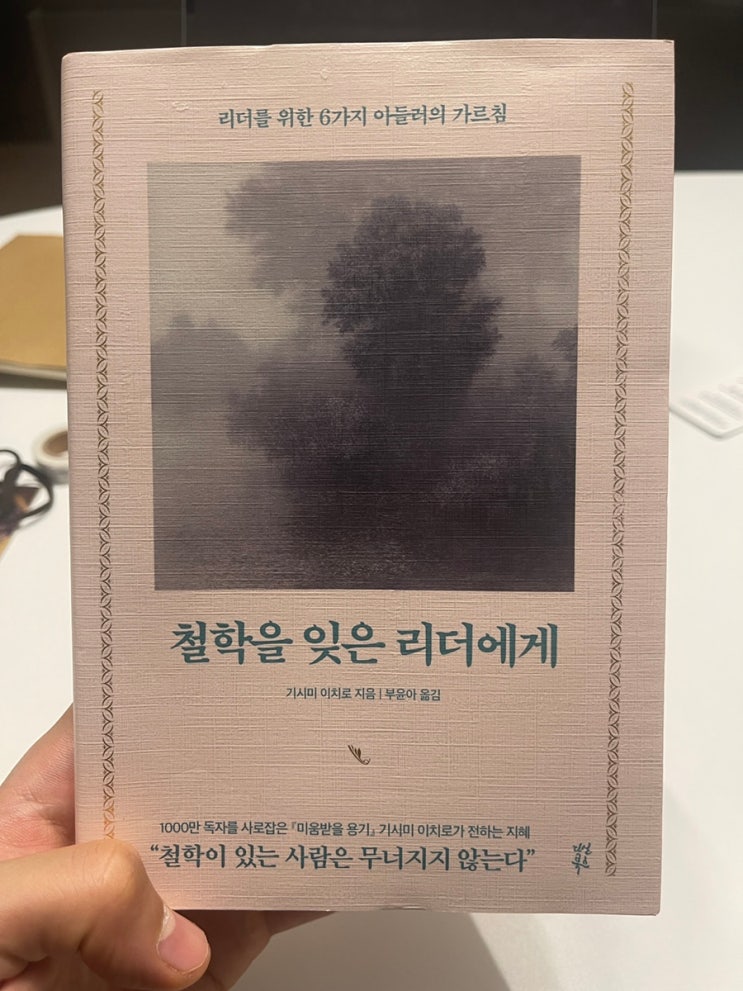 리더를 위한 6가지 아들러의 가르침
철학을 잊은 리더에게
기시미 이치로 지음 | 부윤아 옮김
1000만 독자를 사로잡은 『미움받을 용기』 기시미 이치로가 전하는 지혜
“철학이 있는 사람은 무너지지 않는다”
다산
북스